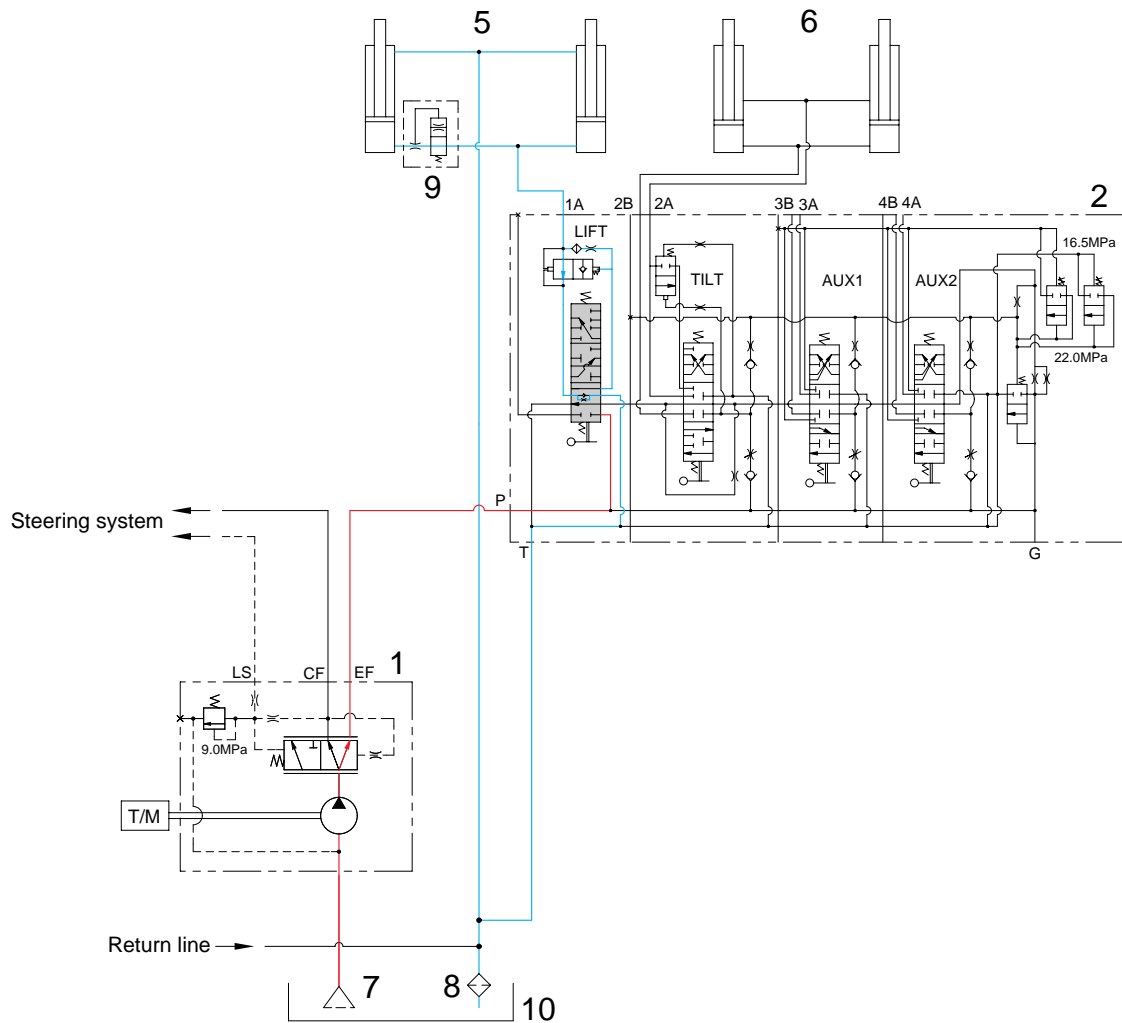 5
6
9
2
1A
2B
2A
3B
3A
4B
4A
LIFT
TILT
AUX1
AUX2
16.5MPa
22.0MPa
P
T
G
Steering system
LS
CF
EF
1
9.0MPa
T/M
Return line
7
8
10